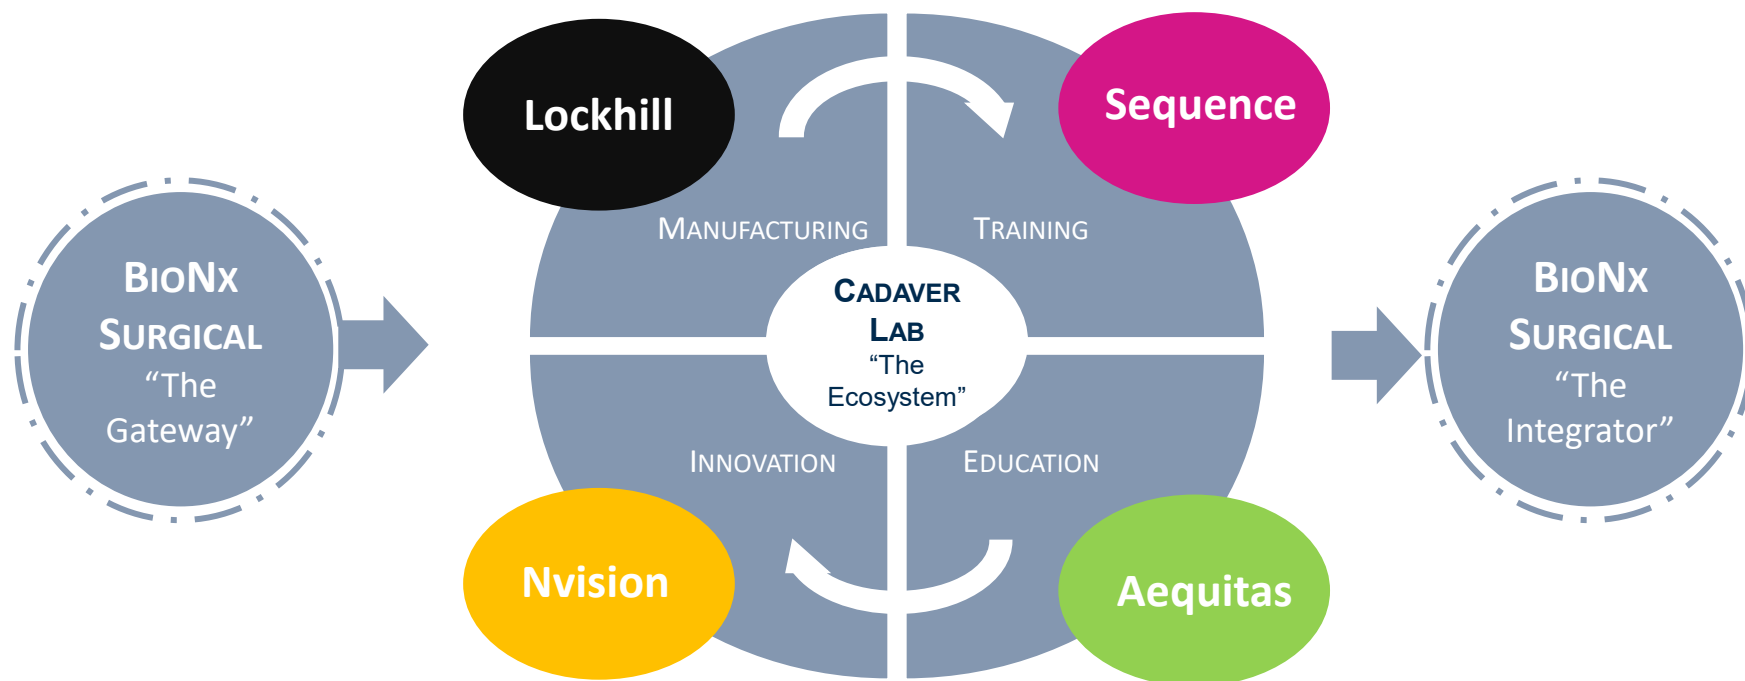 BIONX
SURGICAL
“The
Gateway”
Lockhill
Sequence
MANUFACTURING
TRAINING
CADAVER
LAB
“The
Ecosystem”
INNOVATION
EDUCATION
Nvision
Aequitas
BIONX
SURGICAL
“The
Integrator”